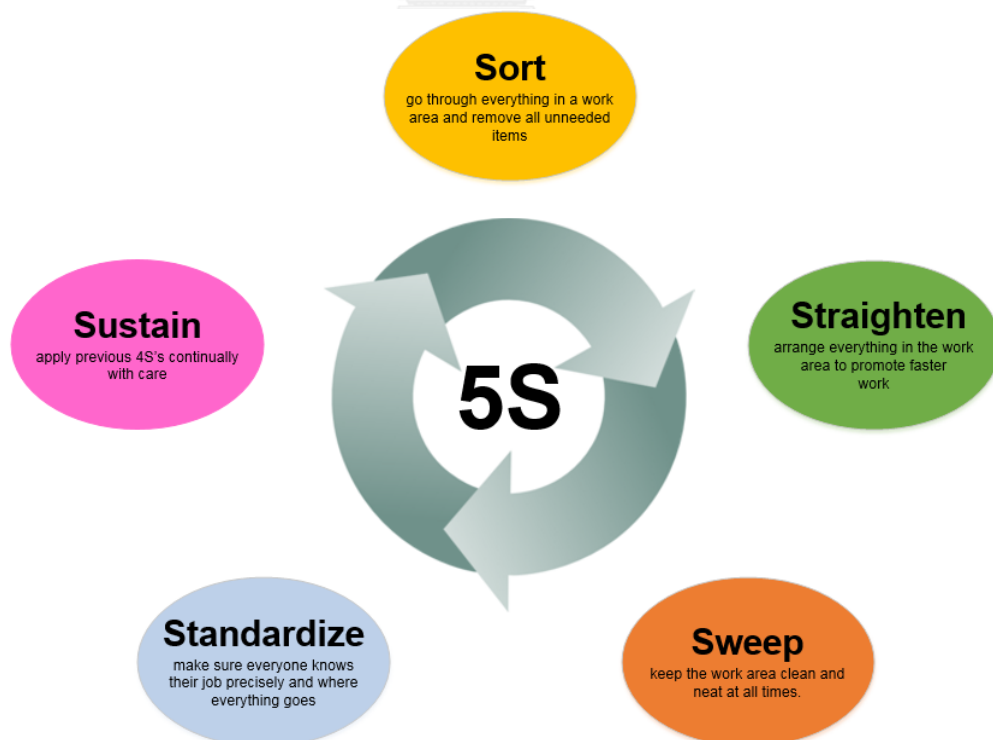 Sort
go through everything in a work
area and remove all unneeded
items
Straighten
arrange everything in the work
area to promote faster
work
Sweep
keep the work area clean and
neat at all times.
Standardize
make sure everyone knows
their job precisely and where
everything goes
Sustain
apply previous 4S's continually
with care
5S